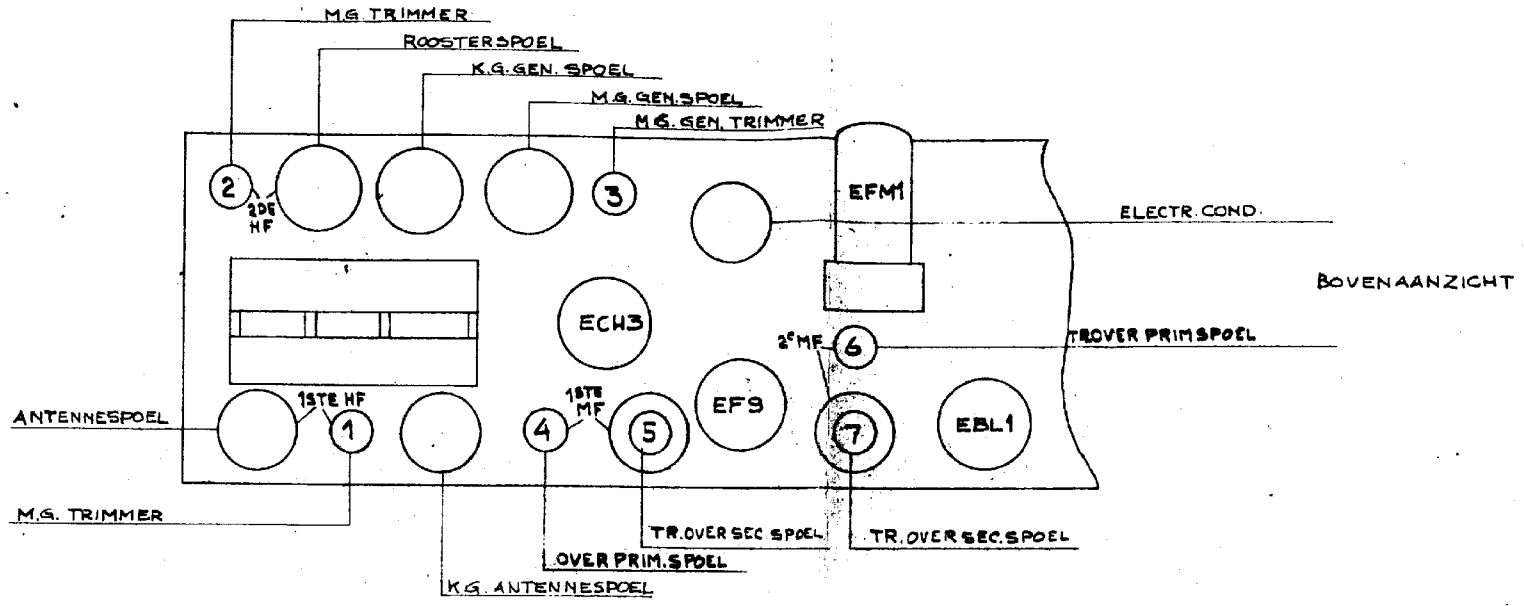 M.G. TRIMMER
ROOSTERSPOEL
K.G. GEN. SPOEL
M.G. GEN. SPOEL
M.G. GEN. TRIMMER
2
2DE
HF
3
EFM1
ELECTR. COND.
BOVENAANZICHT
ECH3
2e MF
6
TR.OVER PRIM SPOEL
ANTENNESPOEL
1STE HF
1
4
1STE
MF
5
EF9
7
EBL1
M.G. TRIMMER
TR. OVER SEC. SPOEL
TR. OVER SEC. SPOEL
OVER PRIM. SPOEL
K.G. ANTENNESPOEL